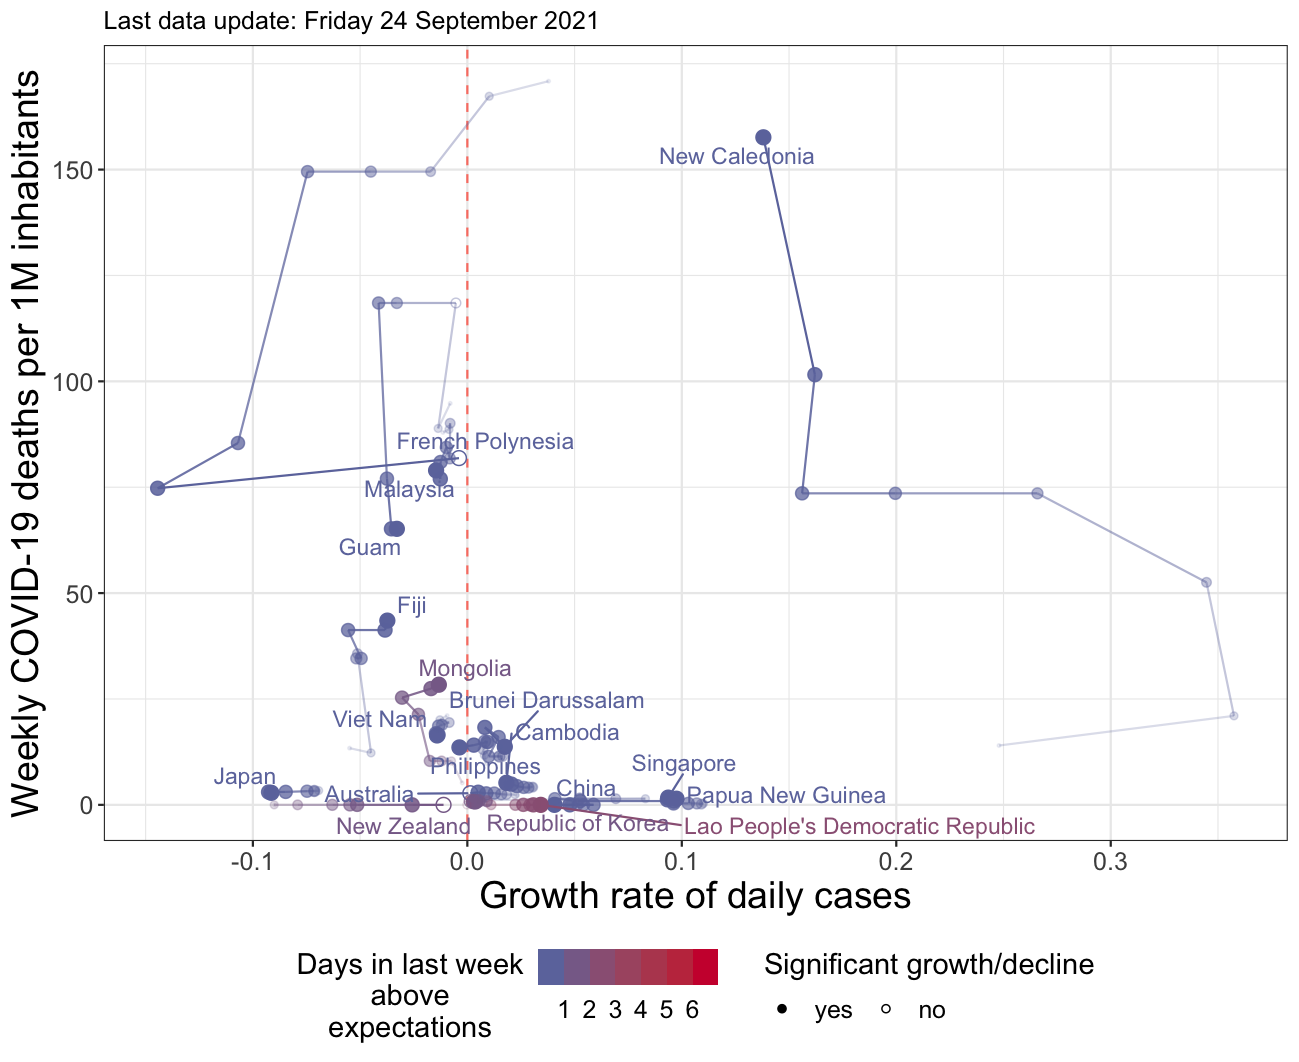 Last data update: Friday 24 September 2021
Weekly COVID-19 deaths per 1M inhabitants
150
100
50
0
New Caledonia
French Polynesia
Malaysia
Guam
Fiji
Mongolia
Brunei Darussalam
Viet Nam
Cambodia
Philippines
Singapore
Japan
Australia
China
Papua New Guinea
New Zealand
Republic of Korea
Lao People's Democratic Republic
-0.1
0.0
0.1
0.2
0.3
Growth rate of daily cases
Days in last week
above
expectations
1 2 3 4 5 6
Significant growth/decline
yes no